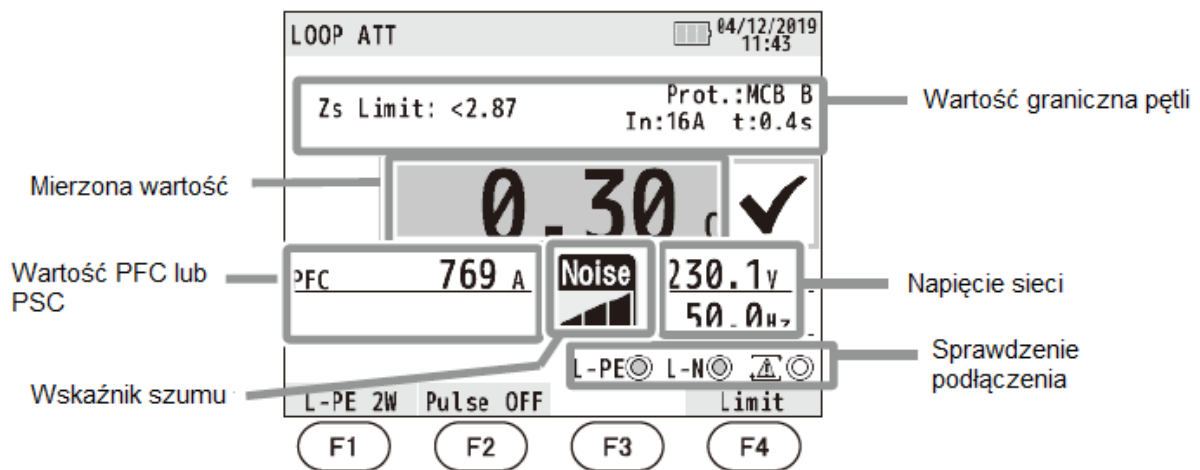 LOOP ATT
04/12/2019
11:43
Zs Limit: <2.87
Prot.:MCB B
In:16A t:0.4s
Wartość graniczna pętli
Mierzona wartość
0.30
Wartość PFC lub
PSC
PFC 769 A
Noise
230.1V
50.0Hz
Napięcie sieci
L-PE L-N
Sprawdzenie
podłączenia
Wskaźnik szumu
L-PE 2W Pulse OFF Limit
F1 F2 F3 F4